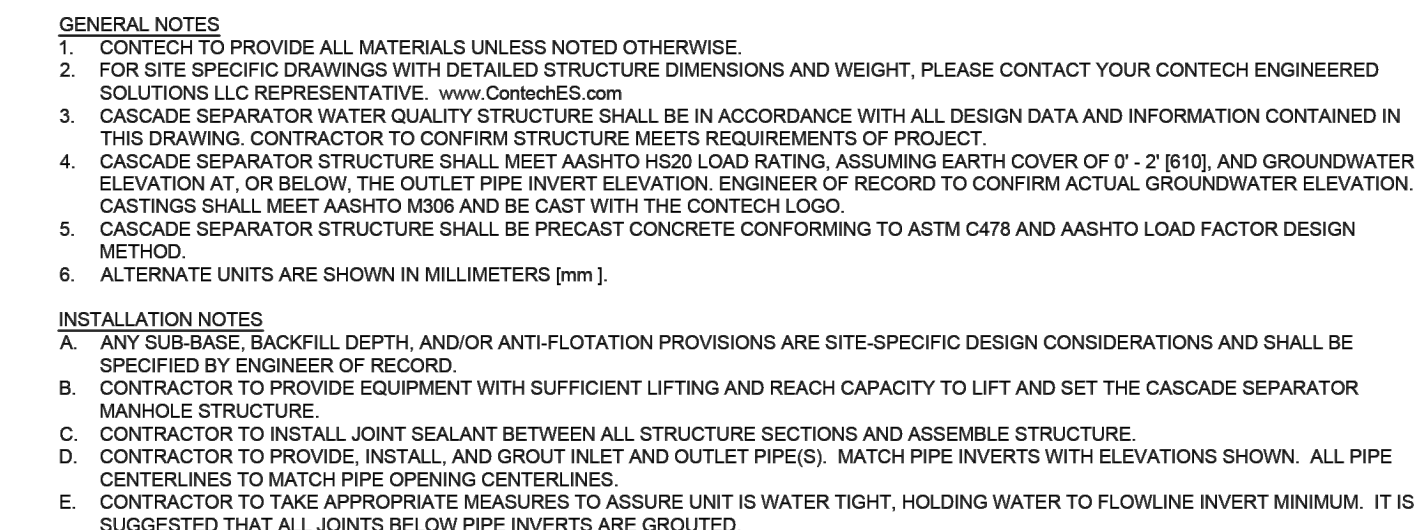 GENERAL NOTES
1. CONTECH TO PROVIDE ALL MATERIALS UNLESS NOTED OTHERWISE.
2. FOR SITE SPECIFIC DRAWINGS WITH DETAILED STRUCTURE DIMENSIONS AND WEIGHT, PLEASE CONTACT YOUR CONTECH ENGINEERED
SOLUTIONS LLC REPRESENTATIVE. www.ContechES.com
3. CASCADE SEPARATOR WATER QUALITY STRUCTURE SHALL BE IN ACCORDANCE WITH ALL DESIGN DATA AND INFORMATION CONTAINED IN
THIS DRAWING. CONTRACTOR TO CONFIRM STRUCTURE MEETS REQUIREMENTS OF PROJECT.
4. CASCADE SEPARATOR STRUCTURE SHALL MEET AASHTO HS20 LOAD RATING, ASSUMING EARTH COVER OF 0' - 2' [610], AND GROUNDWATER
ELEVATION AT, OR BELOW, THE OUTLET PIPE INVERT ELEVATION. ENGINEER OF RECORD TO CONFIRM ACTUAL GROUNDWATER ELEVATION.
CASTINGS SHALL MEET AASHTO M306 AND BE CAST WITH THE CONTECH LOGO.
5. CASCADE SEPARATOR STRUCTURE SHALL BE PRECAST CONCRETE CONFORMING TO ASTM C478 AND AASHTO LOAD FACTOR DESIGN
METHOD.
6. ALTERNATE UNITS ARE SHOWN IN MILLIMETERS [mm ].
INSTALLATION NOTES
A. ANY SUB-BASE, BACKFILL DEPTH, AND/OR ANTI-FLOTATION PROVISIONS ARE SITE-SPECIFIC DESIGN CONSIDERATIONS AND SHALL BE
SPECIFIED BY ENGINEER OF RECORD.
B. CONTRACTOR TO PROVIDE EQUIPMENT WITH SUFFICIENT LIFTING AND REACH CAPACITY TO LIFT AND SET THE CASCADE SEPARATOR
MANHOLE STRUCTURE.
C. CONTRACTOR TO INSTALL JOINT SEALANT BETWEEN ALL STRUCTURE SECTIONS AND ASSEMBLE STRUCTURE.
D. CONTRACTOR TO PROVIDE, INSTALL, AND GROUT INLET AND OUTLET PIPE(S). MATCH PIPE INVERTS WITH ELEVATIONS SHOWN. ALL PIPE
CENTERLINES TO MATCH PIPE OPENING CENTERLINES.
E. CONTRACTOR TO TAKE APPROPRIATE MEASURES TO ASSURE UNIT IS WATER TIGHT, HOLDING WATER TO FLOWLINE INVERT MINIMUM. IT IS
SUGGESTED THAT ALL JOINTS BELOW PIPE INVERTS ARE GROUTED.